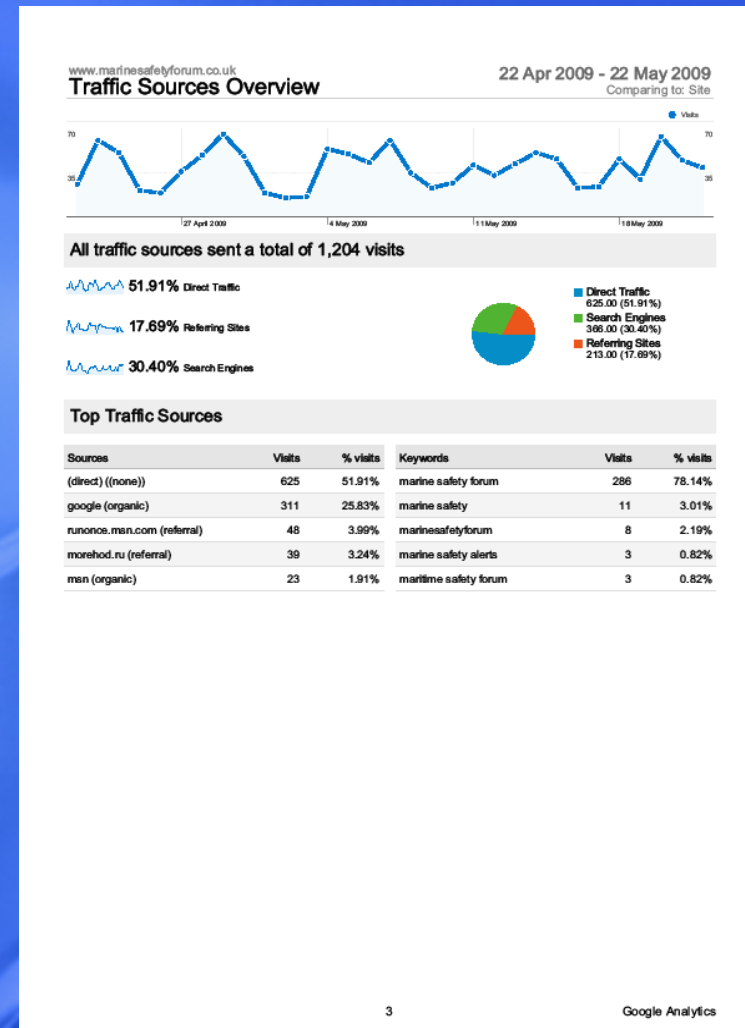 www.marinesafetyforum.co.uk
Traffic Sources Overview
22 Apr 2009 - 22 May 2009
Comparing to: Site
Visits
70
70
35
35
27 April 2009
4 May 2009
11 May 2009
18 May 2009
All traffic sources sent a total of 1,204 visits
51.91% Direct Traffic
17.69% Referring Sites
30.40% Search Engines
Direct Traffic
625.00 (51.91%)
Search Engines
366.00 (30.40%)
Referring Sites
213.00 (17.69%)
Top Traffic Sources
Sources Visits % visits
(direct) ((none)) 625 51.91%
google (organic) 311 25.83%
runonce.msn.com (referral) 48 3.99%
morehod.ru (referral) 39 3.24%
msn (organic) 23 1.91%
Keywords Visits % visits
marine safety forum 286 78.14%
marine safety 11 3.01%
marinesafetyforum 8 2.19%
marine safety alerts 3 0.82%
maritime safety forum 3 0.82%
3
Google Analytics